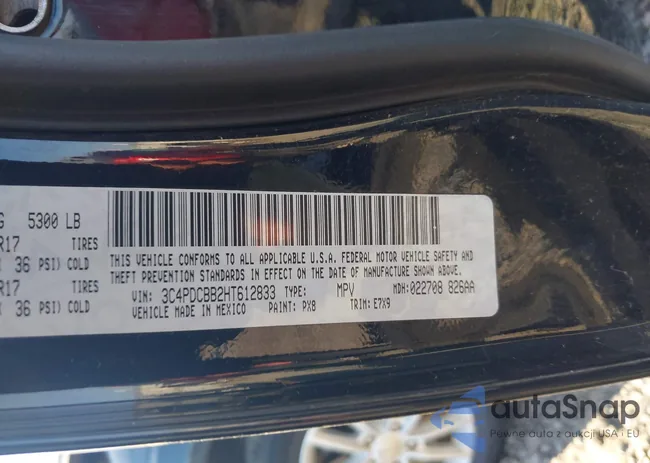 G 5300 LB
R17 TIRES
36 PSI) COLD
R17 TIRES
36 PSI) COLD
THIS VEHICLE CONFORMS TO ALL APPLICABLE U.S.A. FEDERAL MOTOR VEHICLE SAFETY AND
THEFT PREVENTION STANDARDS IN EFFECT ON THE DATE OF MANUFACTURE SHOWN ABOVE.
VIN: 3C4PDCBB2HT612833 TYPE: MPV MDH: 022708 826AA
VEHICLE MADE IN MEXICO PAINT: PX8 TRIM: E7X9
autaSnap
Pewne auta z aukcji USA i EU